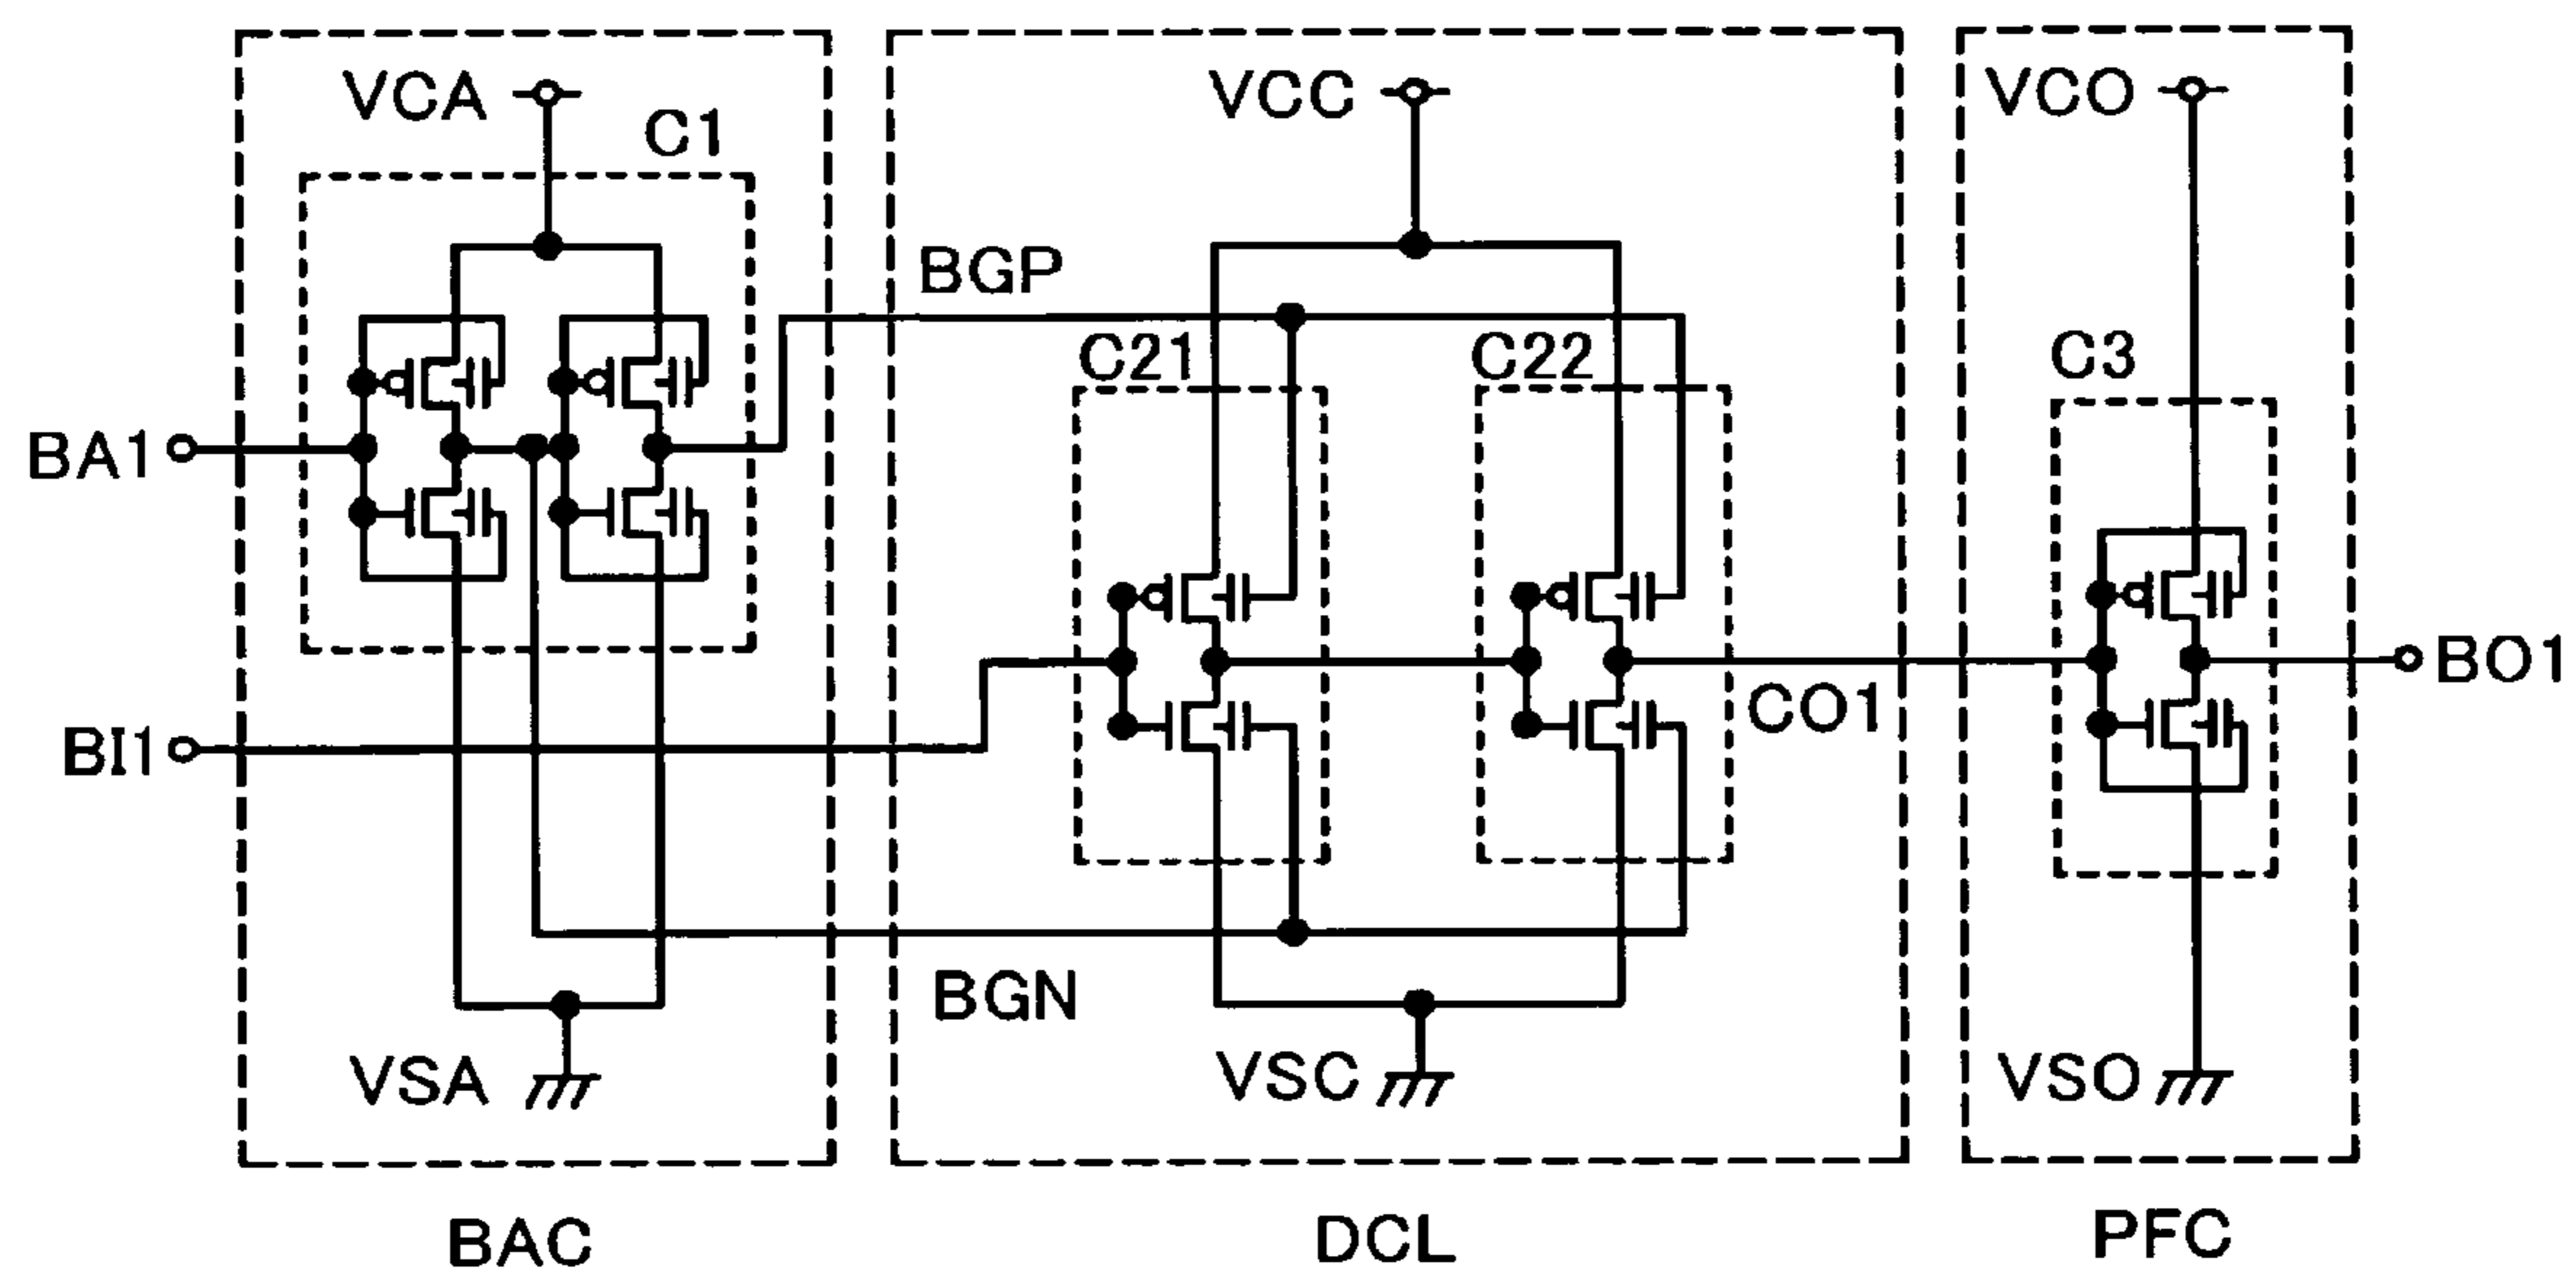 VCA
C1
VCC
VCO
BGP
C21
C22
C3
BA1
BI1
CO1
BO1
BGN
VSA
VSC
VSO
BAC
DCL
PFC